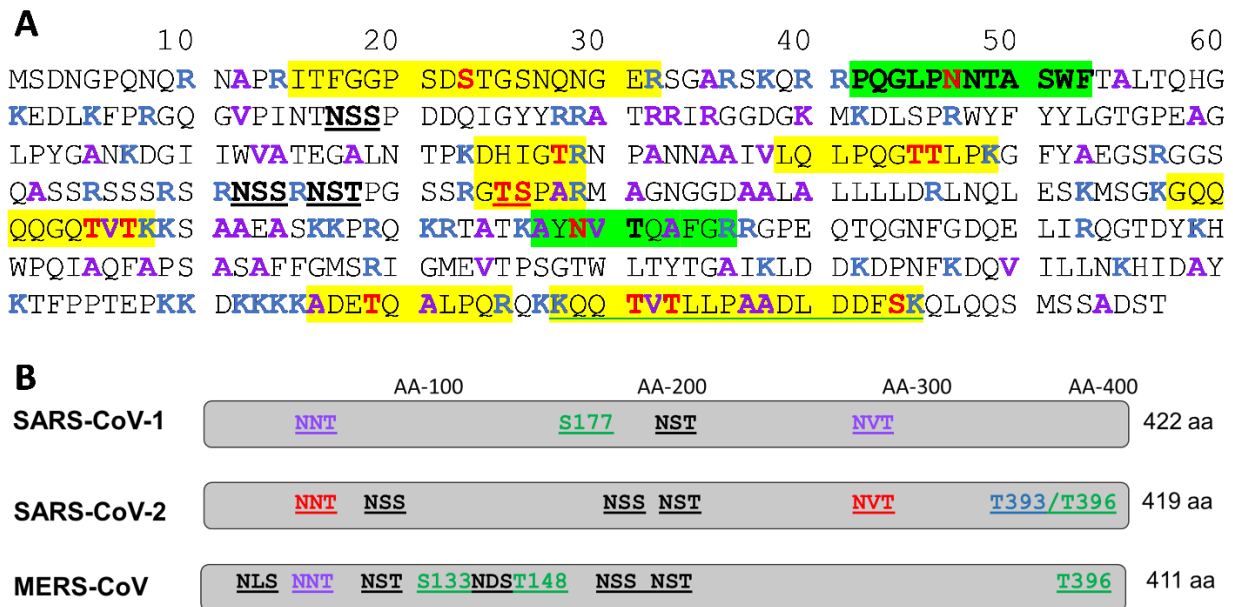 A
10 20 30 40 50 60
MSDNGPQNQR NAPRITFGGP SDSTGSNQNG ERSGARSKQR RPQGLPNNTA SWFTALTQHG
KEDLKFPRGQ GVPINTNSSP DDQIGYYRRA TRRIRGGDGK MKDLSPRWYF YYLGTGPEAG
LPYGANKDGI IWVATEGALN TPKDHIGTRN PANNAAIVLQ LPQGTTLPKG FYAEGSRGGS
QASSRSSSRS RNSSRNSTPG SSRGTSPARM AGNGGDAALA LLLLDRLNQL ESKMSGKGQQ
QQGQTVTKKS AAEASKKPRQ KRTATKAYNV TQAFGRRGPE QTQGNFGDQE LIRQGTDYKH
WPQIAQFAPS ASAFFGMSRI GMEVTPSGTW LTYTGAIKLD DKDPNFKDQV ILLNKHIDAY
KTFPPTEPKK DKKKKADETQ ALPQRQKKQQ TVTLLPAADL DDFSKQLQQS MSSADST
B
AA-100 AA-200 AA-300 AA-400
SARS-CoV-1 NNT S177 NST NVT 422 aa
SARS-CoV-2 NNT NSS NSS NST NVT T393/T396 419 aa
MERS-CoV NLS NNT NST S133NDST148 NSS NST T396 411 aa